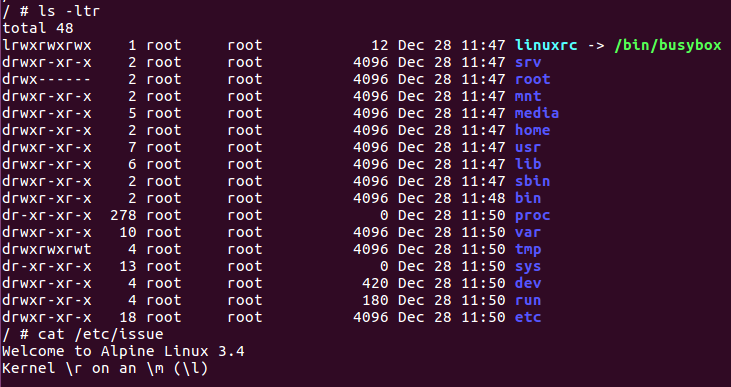 / # ls -ltr
total 48
lrwxrwxrwx    1 root     root            12 Dec 28 11:47 linuxrc -> /bin/busybox
drwxr-xr-x    2 root     root          4096 Dec 28 11:47 srv
drwx------    2 root     root          4096 Dec 28 11:47 root
drwxr-xr-x    2 root     root          4096 Dec 28 11:47 mnt
drwxr-xr-x    5 root     root          4096 Dec 28 11:47 media
drwxr-xr-x    2 root     root          4096 Dec 28 11:47 home
drwxr-xr-x    7 root     root          4096 Dec 28 11:47 usr
drwxr-xr-x    6 root     root          4096 Dec 28 11:47 lib
drwxr-xr-x    2 root     root          4096 Dec 28 11:47 sbin
drwxr-xr-x    2 root     root          4096 Dec 28 11:48 bin
dr-xr-xr-x  278 root     root             0 Dec 28 11:50 proc
drwxr-xr-x   10 root     root          4096 Dec 28 11:50 var
drwxrwxrwt    4 root     root          4096 Dec 28 11:50 tmp
dr-xr-xr-x   13 root     root             0 Dec 28 11:50 sys
drwxr-xr-x    4 root     root           420 Dec 28 11:50 dev
drwxr-xr-x    4 root     root           180 Dec 28 11:50 run
drwxr-xr-x   18 root     root          4096 Dec 28 11:50 etc
/ # cat /etc/issue
Welcome to Alpine Linux 3.4
Kernel \r on an \m (\l)